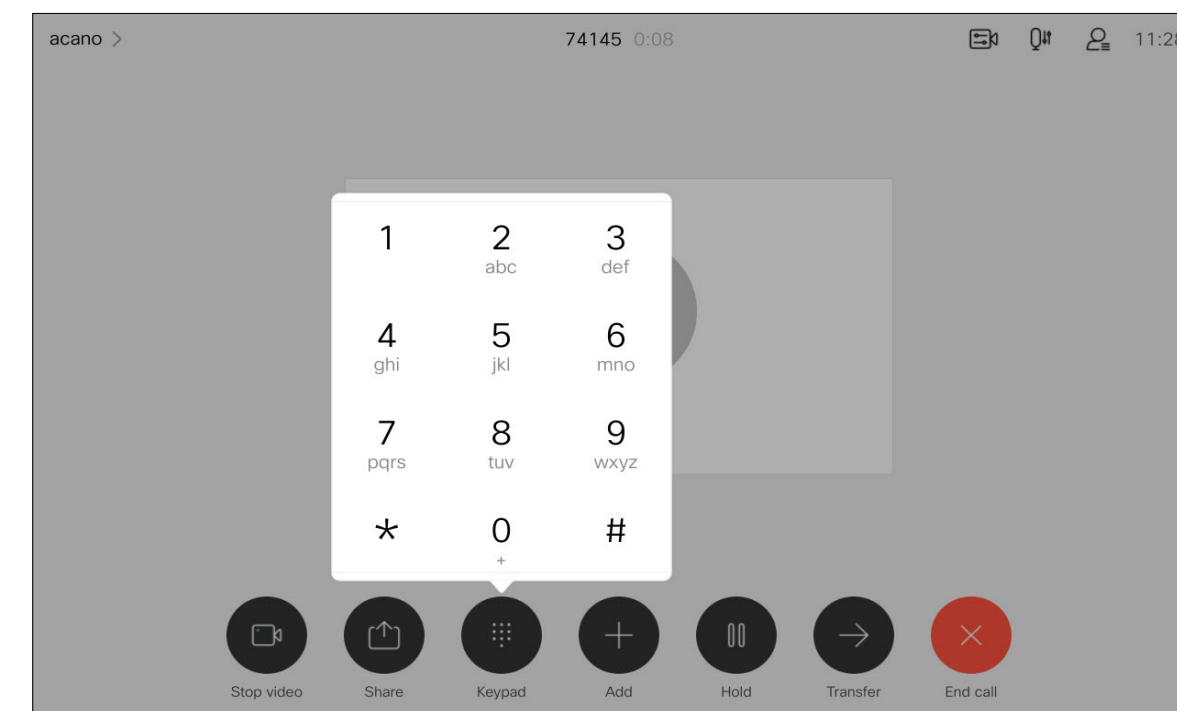 acano >
74145 0:08
11:28
1 2 3
abc def
4 5 6
ghi jkl mno
7 8 9
pqrs tuv wxyz
* 0 #
+
Stop video Share Keypad Add Hold Transfer End call